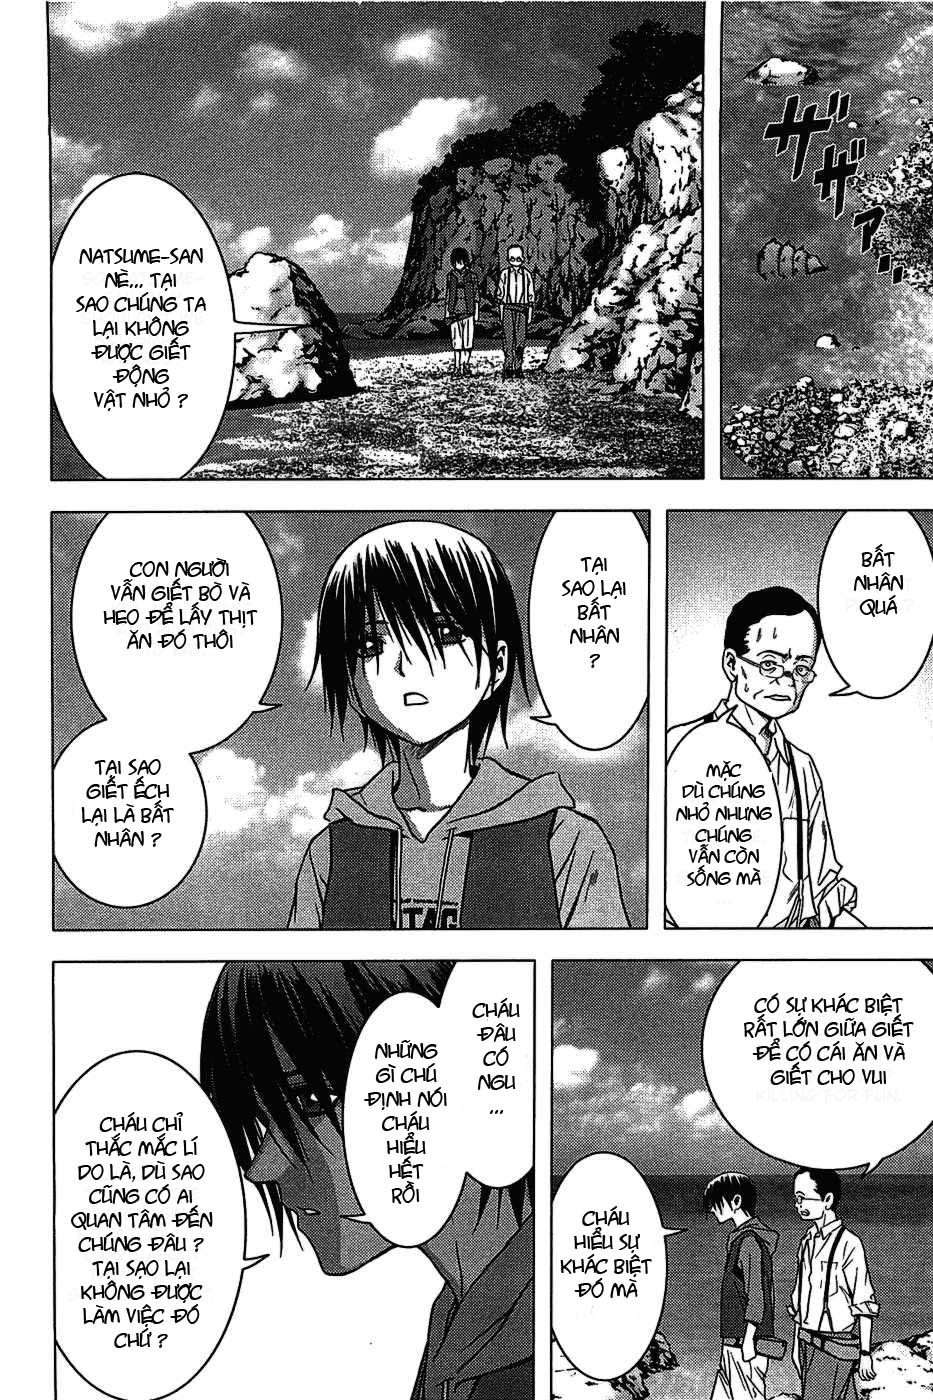 ザザァ
NATSUME-SAN
NÈ... TẠI
SAO CHÚNG TA
LẠI KHÔNG
ĐƯỢC GIẾT
ĐỘNG
VẬT NHỎ ?
BẤT
NHÂN
QUÁ
MẶC
DÙ CHÚNG
NHỎ NHƯNG
CHÚNG
VẪN CÒN
SỐNG MÀ
...
TẠI
SAO LẠI
BẤT
NHÂN
?
CON NGƯỜI
VẪN GIẾT BÒ VÀ
HEO ĐỂ LẤY THỊT
ĂN ĐÓ THÔI
TẠI SAO
GIẾT ẾCH
LẠI LÀ BẤT
NHÂN ?
TAG
CÓ SỰ KHÁC BIỆT
RẤT LỚN GIỮA GIẾT
ĐỂ CÓ CÁI ĂN VÀ
GIẾT CHO VUI
CHÁU
HIỂU SỰ
KHÁC BIỆT
ĐÓ MÀ
CHÁU
ĐÂU
CÓ
NGU
...
NHỮNG
GÌ CHÚ
ĐỊNH NÓI
CHÁU
HIỂU
HẾT
RỒI
CHÁU CHỈ
THẮC MẮC LÍ
DO LÀ, DÙ SAO
CŨNG CÓ AI
QUAN TÂM ĐẾN
CHÚNG ĐÂU ?
TẠI SẠO LẠI
KHÔNG ĐƯỢC
LÀM VIỆC ĐÓ
CHỨ ?